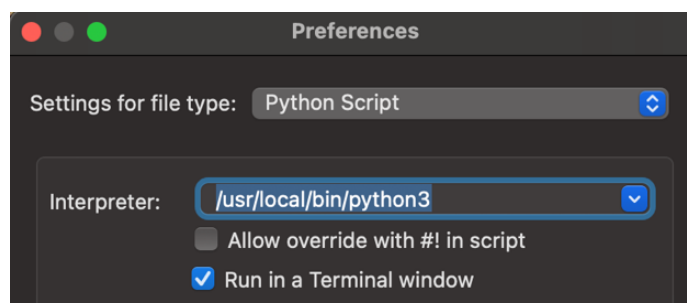 Preferences
Settings for file type: Python Script
Interpreter: /usr/local/bin/python3
Allow override with #! in script
Run in a Terminal window